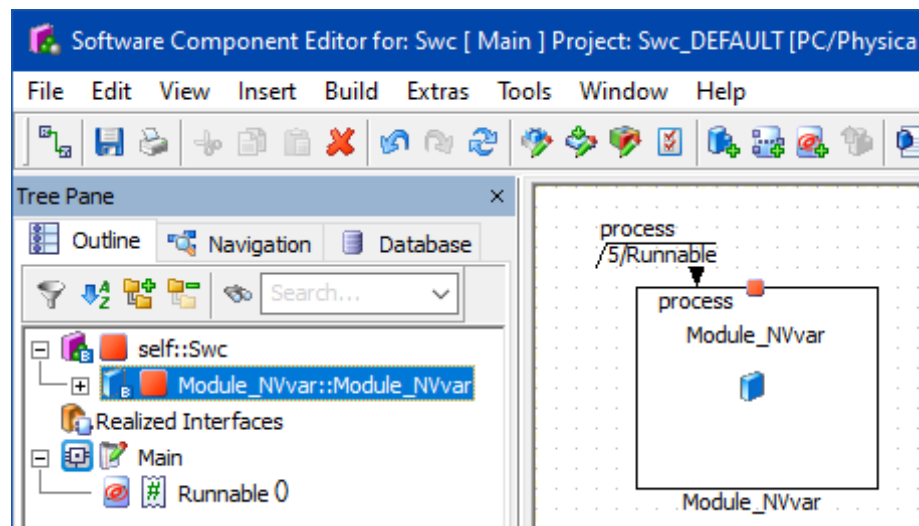 Software Component Editor for: Swc [ Main ] Project: Swc_DEFAULT [PC/Physica
File Edit View Insert Build Extras Tools Window Help
Tree Pane
Outline Navigation Database
Search...
self::Swc
Module_NVvar::Module_NVvar
Realized Interfaces
Main
Runnable ()
process
/5/Runnable
process
Module_NVvar
Module_NVvar